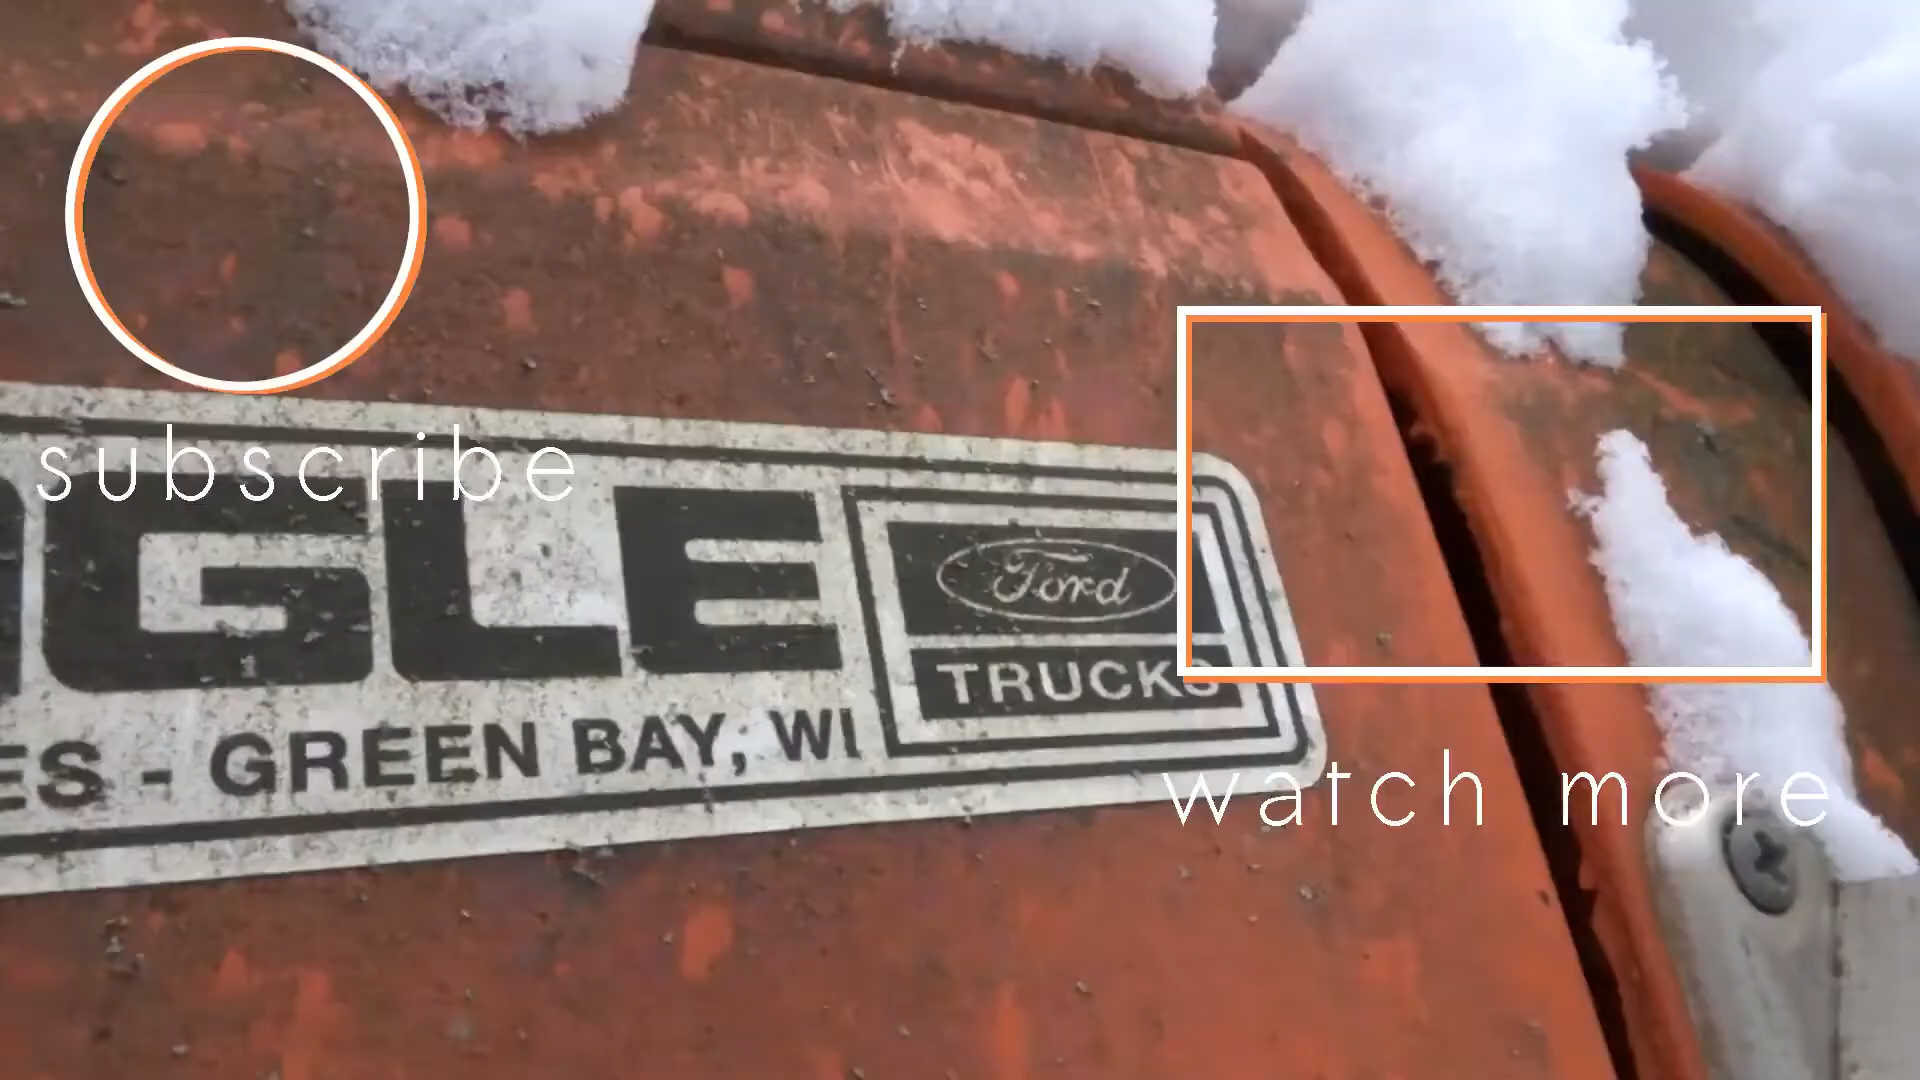 subscribe
GLE
Ford
TRUCKS
ES - GREEN BAY, WI
watch more